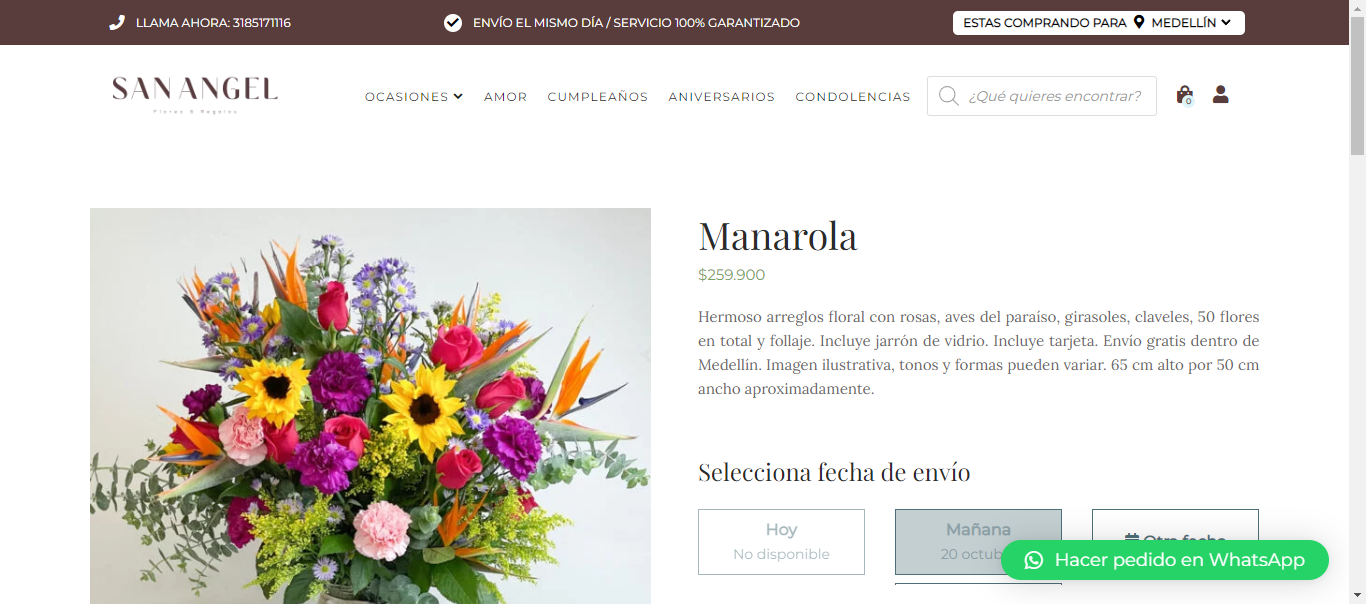 LLAMA AHORA: 3185171116
ENVÍO EL MISMO DÍA / SERVICIO 100% GARANTIZADO
ESTAS COMPRANDO PARA MEDELLÍN
SAN ANGEL
Flores & Regalos
OCASIONES
AMOR
CUMPLEAÑOS
ANIVERSARIOS
CONDOLENCIAS
¿Qué quieres encontrar?
0
Manarola
$259.900
Hermoso arreglos floral con rosas, aves del paraíso, girasoles, claveles, 50 flores
en total y follaje. Incluye jarrón de vidrio. Incluye tarjeta. Envío gratis dentro de
Medellín. Imagen ilustrativa, tonos y formas pueden variar. 65 cm alto por 50 cm
ancho aproximadamente.
Selecciona fecha de envío
Hoy
No disponible
Mañana
20 octub
Otra fecha
Hacer pedido en WhatsApp